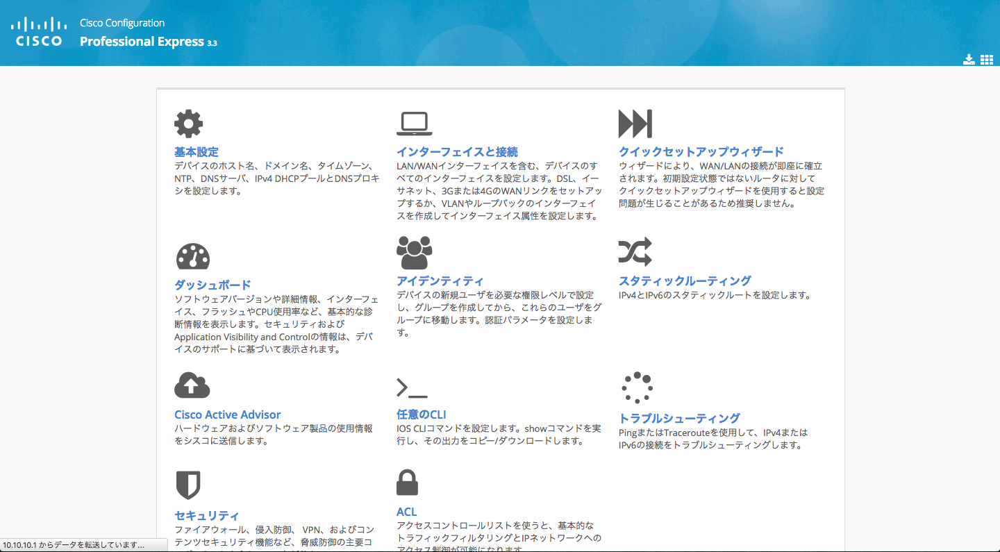 CISCO
Cisco Configuration
Professional Express 3.3
基本設定
デバイスのホスト名、ドメイン名、タイムゾーン、
NTP、DNSサーバ、IPv4 DHCPプールとDNSプロキ
シを設定します。
インターフェイスと接続
LAN/WANインターフェイスを含む、デバイスのす
べてのインターフェイスを設定します。DSL、イー
サネット、3Gまたは4GのWANリンクをセットアッ
プするか、VLANやループバックのインターフェイ
スを作成してインターフェイス属性を設定します。
クイックセットアップウィザード
ウィザードにより、WAN/LANの接続が即座に確立
されます。初期設定状態ではないルータに対して
クイックセットアップウィザードを使用すると設定
問題が生じることがあるため推奨しません。
ダッシュボード
ソフトウェアバージョンや詳細情報、インターフェ
イス、フラッシュやCPU使用率など、基本的な診
断情報を表示します。セキュリティおよび
Application Visibility and Controlの情報は、デバ
イスのサポートに基づいて表示されます。
アイデンティティ
デバイスの新規ユーザを必要な権限レベルで設定
し、グループを作成してから、これらのユーザをグ
ループに移動します。認証パラメータを設定しま
す。
スタティックルーティング
IPv4とIPv6のスタティックルートを設定します。
Cisco Active Advisor
ハードウェアおよびソフトウェア製品の使用情報
をシスコに送信します。
任意のCLI
IOS CLIコマンドを設定します。showコマンドを実
行し、その出力をコピー/ダウンロードします。
トラブルシューティング
PingまたはTracerouteを使用して、IPv4または
IPv6の接続をトラブルシューティングします。
セキュリティ
ファイアウォール、侵入防御、 VPN、およびコン
テンツセキュリティ機能など、脅威防御の主要コ
ACL
アクセスコントロールリストを使うと、基本的な
トラフィックフィルタリングとIPネットワークへの
アクセス制御が可能になります。
10.10.10.1 からデータを転送しています...